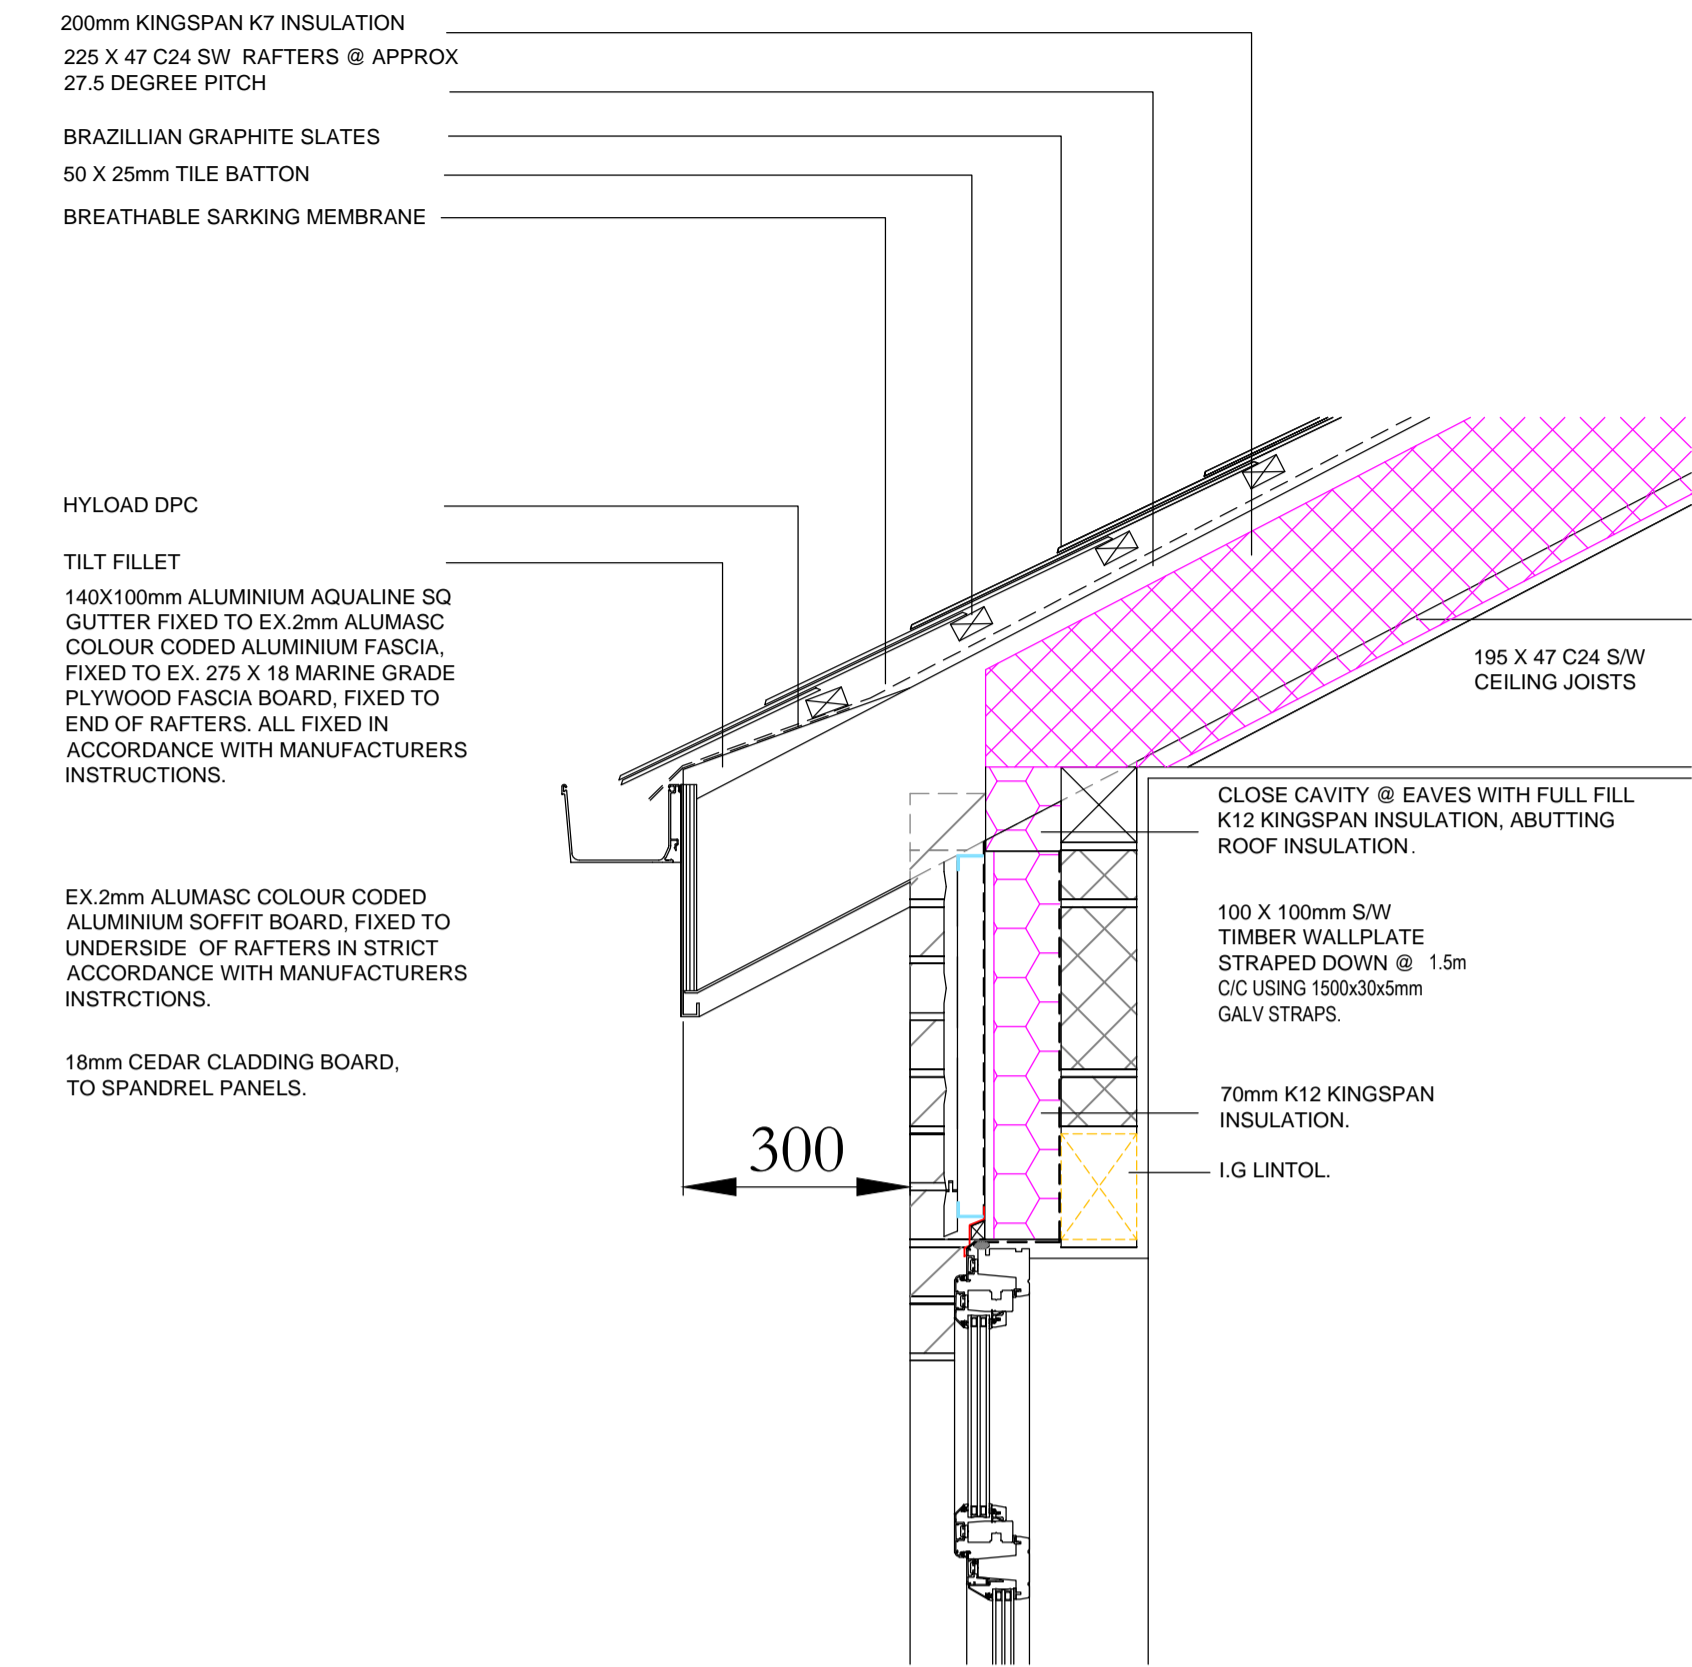 200mm KINGSPAN K7 INSULATION
225 X 47 C24 SW RAFTERS @ APPROX
27.5 DEGREE PITCH
BRAZILLIAN GRAPHITE SLATES
50 X 25mm TILE BATTON
BREATHABLE SARKING MEMBRANE
HYLOAD DPC
TILT FILLET
140X100mm ALUMINIUM AQUALINE SQ
GUTTER FIXED TO EX.2mm ALUMASC
COLOUR CODED ALUMINIUM FASCIA,
FIXED TO EX. 275 X 18 MARINE GRADE
PLYWOOD FASCIA BOARD, FIXED TO
END OF RAFTERS. ALL FIXED IN
ACCORDANCE WITH MANUFACTURERS
INSTRUCTIONS.
EX.2mm ALUMASC COLOUR CODED
ALUMINIUM SOFFIT BOARD, FIXED TO
UNDERSIDE OF RAFTERS IN STRICT
ACCORDANCE WITH MANUFACTURERS
INSTRCTIONS.
18mm CEDAR CLADDING BOARD,
TO SPANDREL PANELS.
300
195 X 47 C24 S/W
CEILING JOISTS
CLOSE CAVITY @ EAVES WITH FULL FILL
K12 KINGSPAN INSULATION, ABUTTING
ROOF INSULATION.
100 X 100mm S/W
TIMBER WALLPLATE
STRAPED DOWN @ 1.5m
C/C USING 1500x30x5mm
GALV STRAPS.
70mm K12 KINGSPAN
INSULATION.
I.G LINTOL.